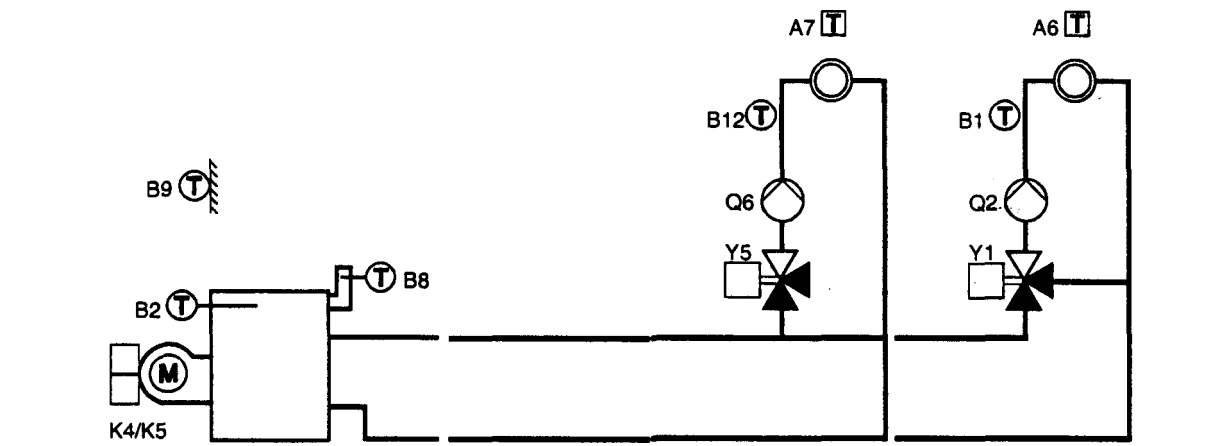 A7 T
A6 T
B12 T
B1 T
B9 T
Q6
Q2
Y5
Y1
T B8
B2 T
M
K4/K5